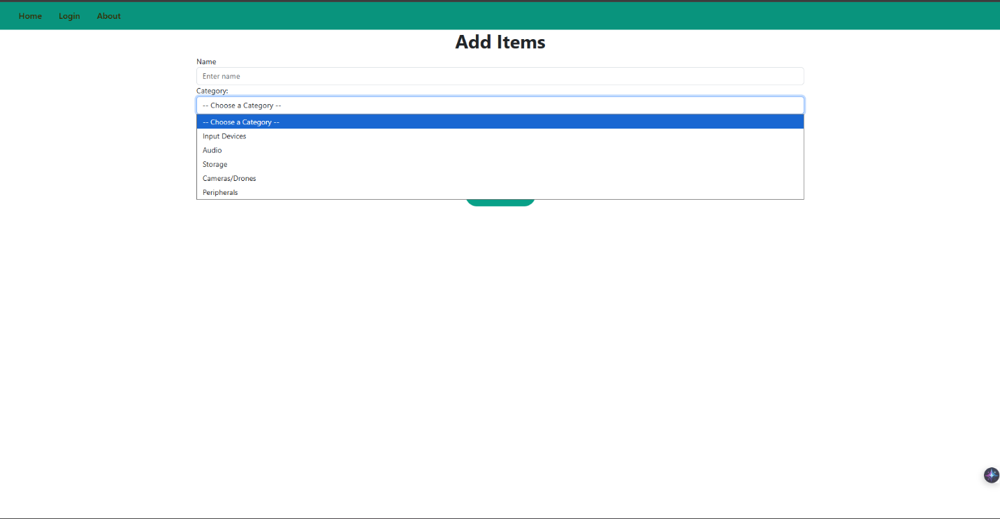 Home Login About
Add Items
Name
Enter name
Category:
-- Choose a Category --
-- Choose a Category --
Input Devices
Audio
Storage
Cameras/Drones
Peripherals